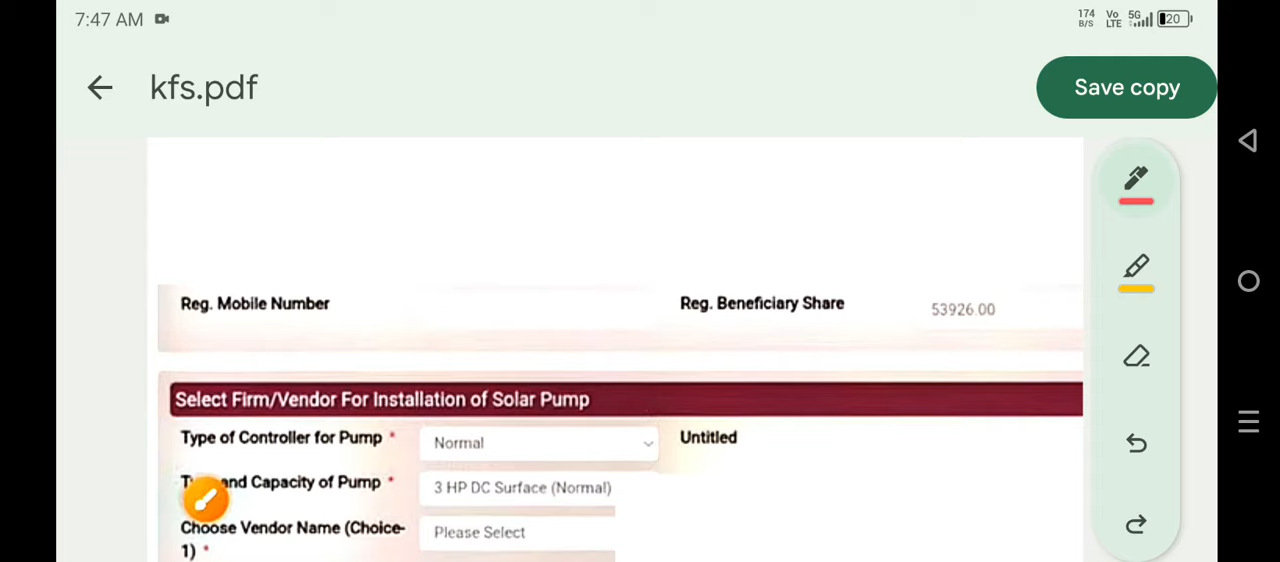 7:47 AM
174 B/S Vo LTE 5G 20
kfs.pdf
Save copy
Reg. Mobile Number
Reg. Beneficiary Share
53926.00
Select Firm/Vendor For Installation of Solar Pump
Type of Controller for Pump *
Normal
Untitled
and Capacity of Pump *
3 HP DC Surface (Normal)
Choose Vendor Name (Choice-
1) *
Please Select